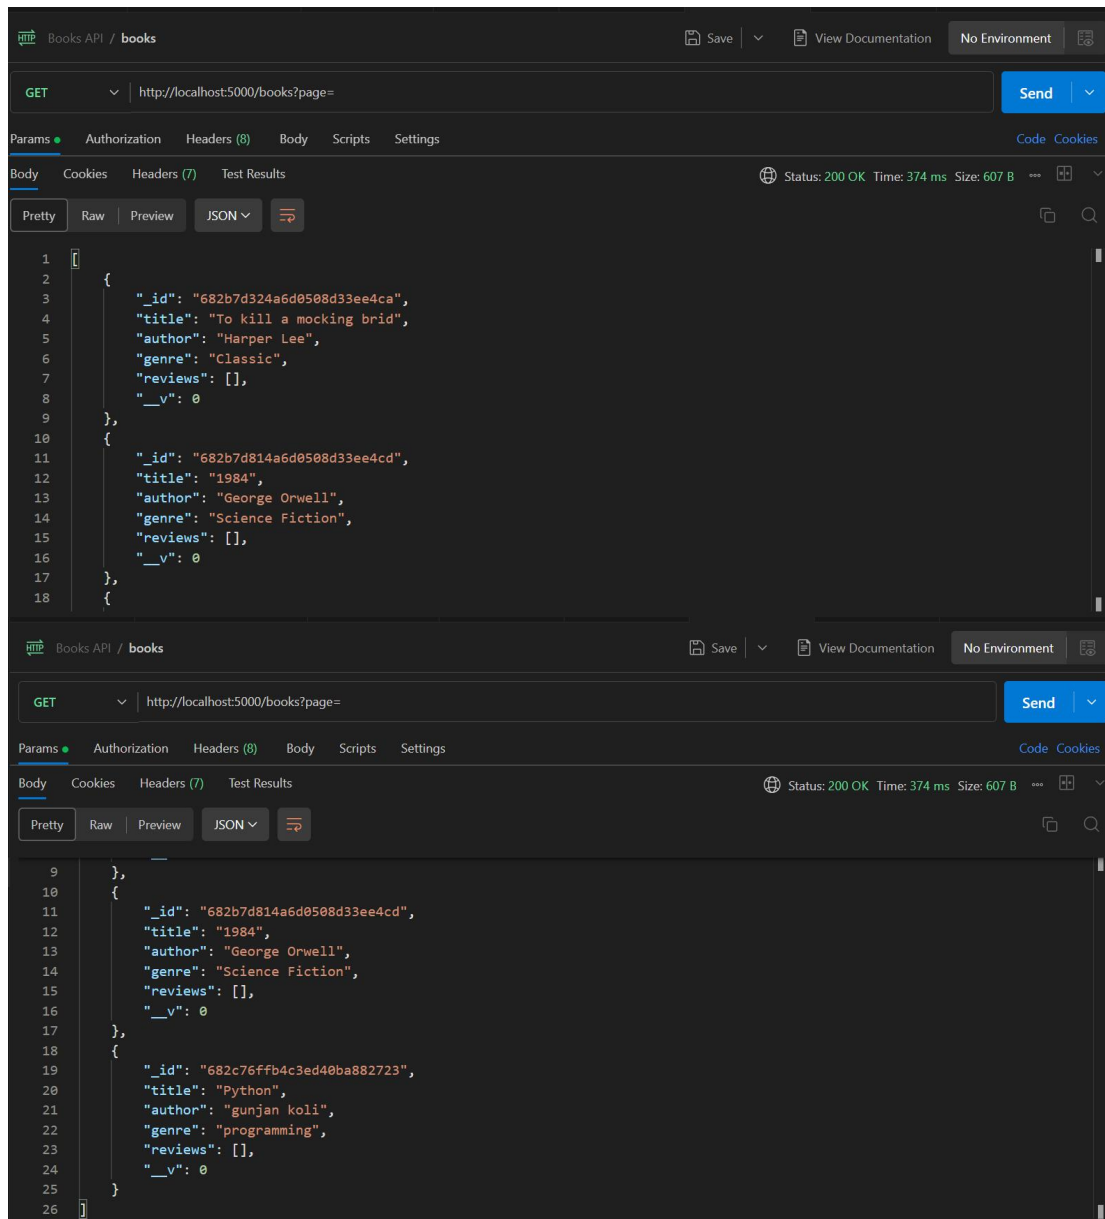 HTTP Books API / books Save View Documentation No Environment
GET http://localhost:5000/books?page= Send
Params Authorization Headers (8) Body Scripts Settings Code Cookies
Body Cookies Headers (7) Test Results Status: 200 OK Time: 374 ms Size: 607 B
Pretty Raw Preview JSON
1 [
2 {
3 "_id": "682b7d324a6d0508d33ee4ca",
4 "title": "To kill a mocking brid",
5 "author": "Harper Lee",
6 "genre": "Classic",
7 "reviews": [],
8 "__v": 0
9 },
10 {
11 "_id": "682b7d814a6d0508d33ee4cd",
12 "title": "1984",
13 "author": "George Orwell",
14 "genre": "Science Fiction",
15 "reviews": [],
16 "__v": 0
17 },
18 {
HTTP Books API / books Save View Documentation No Environment
GET http://localhost:5000/books?page= Send
Params Authorization Headers (8) Body Scripts Settings Code Cookies
Body Cookies Headers (7) Test Results Status: 200 OK Time: 374 ms Size: 607 B
Pretty Raw Preview JSON
9 },
10 {
11 "_id": "682b7d814a6d0508d33ee4cd",
12 "title": "1984",
13 "author": "George Orwell",
14 "genre": "Science Fiction",
15 "reviews": [],
16 "__v": 0
17 },
18 {
19 "_id": "682c76ffb4c3ed40ba882723",
20 "title": "Python",
21 "author": "gunjan koli",
22 "genre": "programming",
23 "reviews": [],
24 "__v": 0
25 }
26 ]